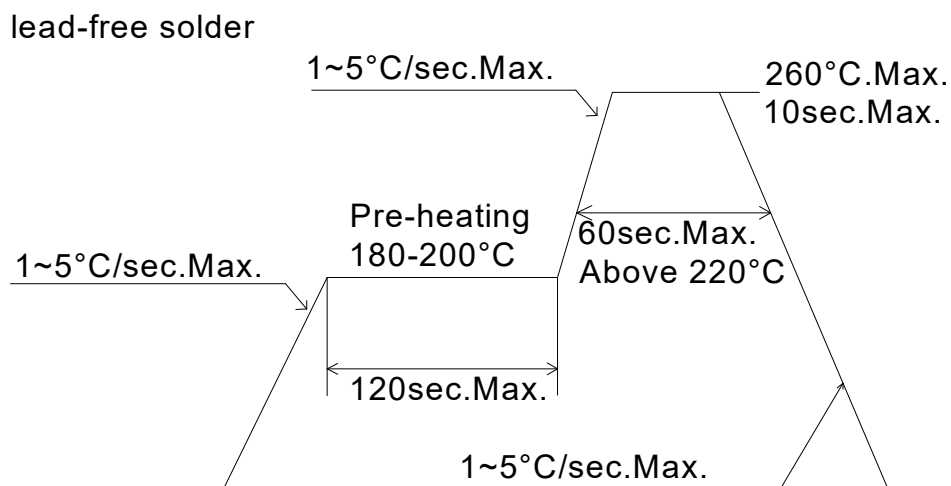 lead-free solder
1~5°C/sec.Max.
260°C.Max.
10sec.Max.
Pre-heating
180-200°C
60sec.Max.
Above 220°C
1~5°C/sec.Max.
120sec.Max.
1~5°C/sec.Max.